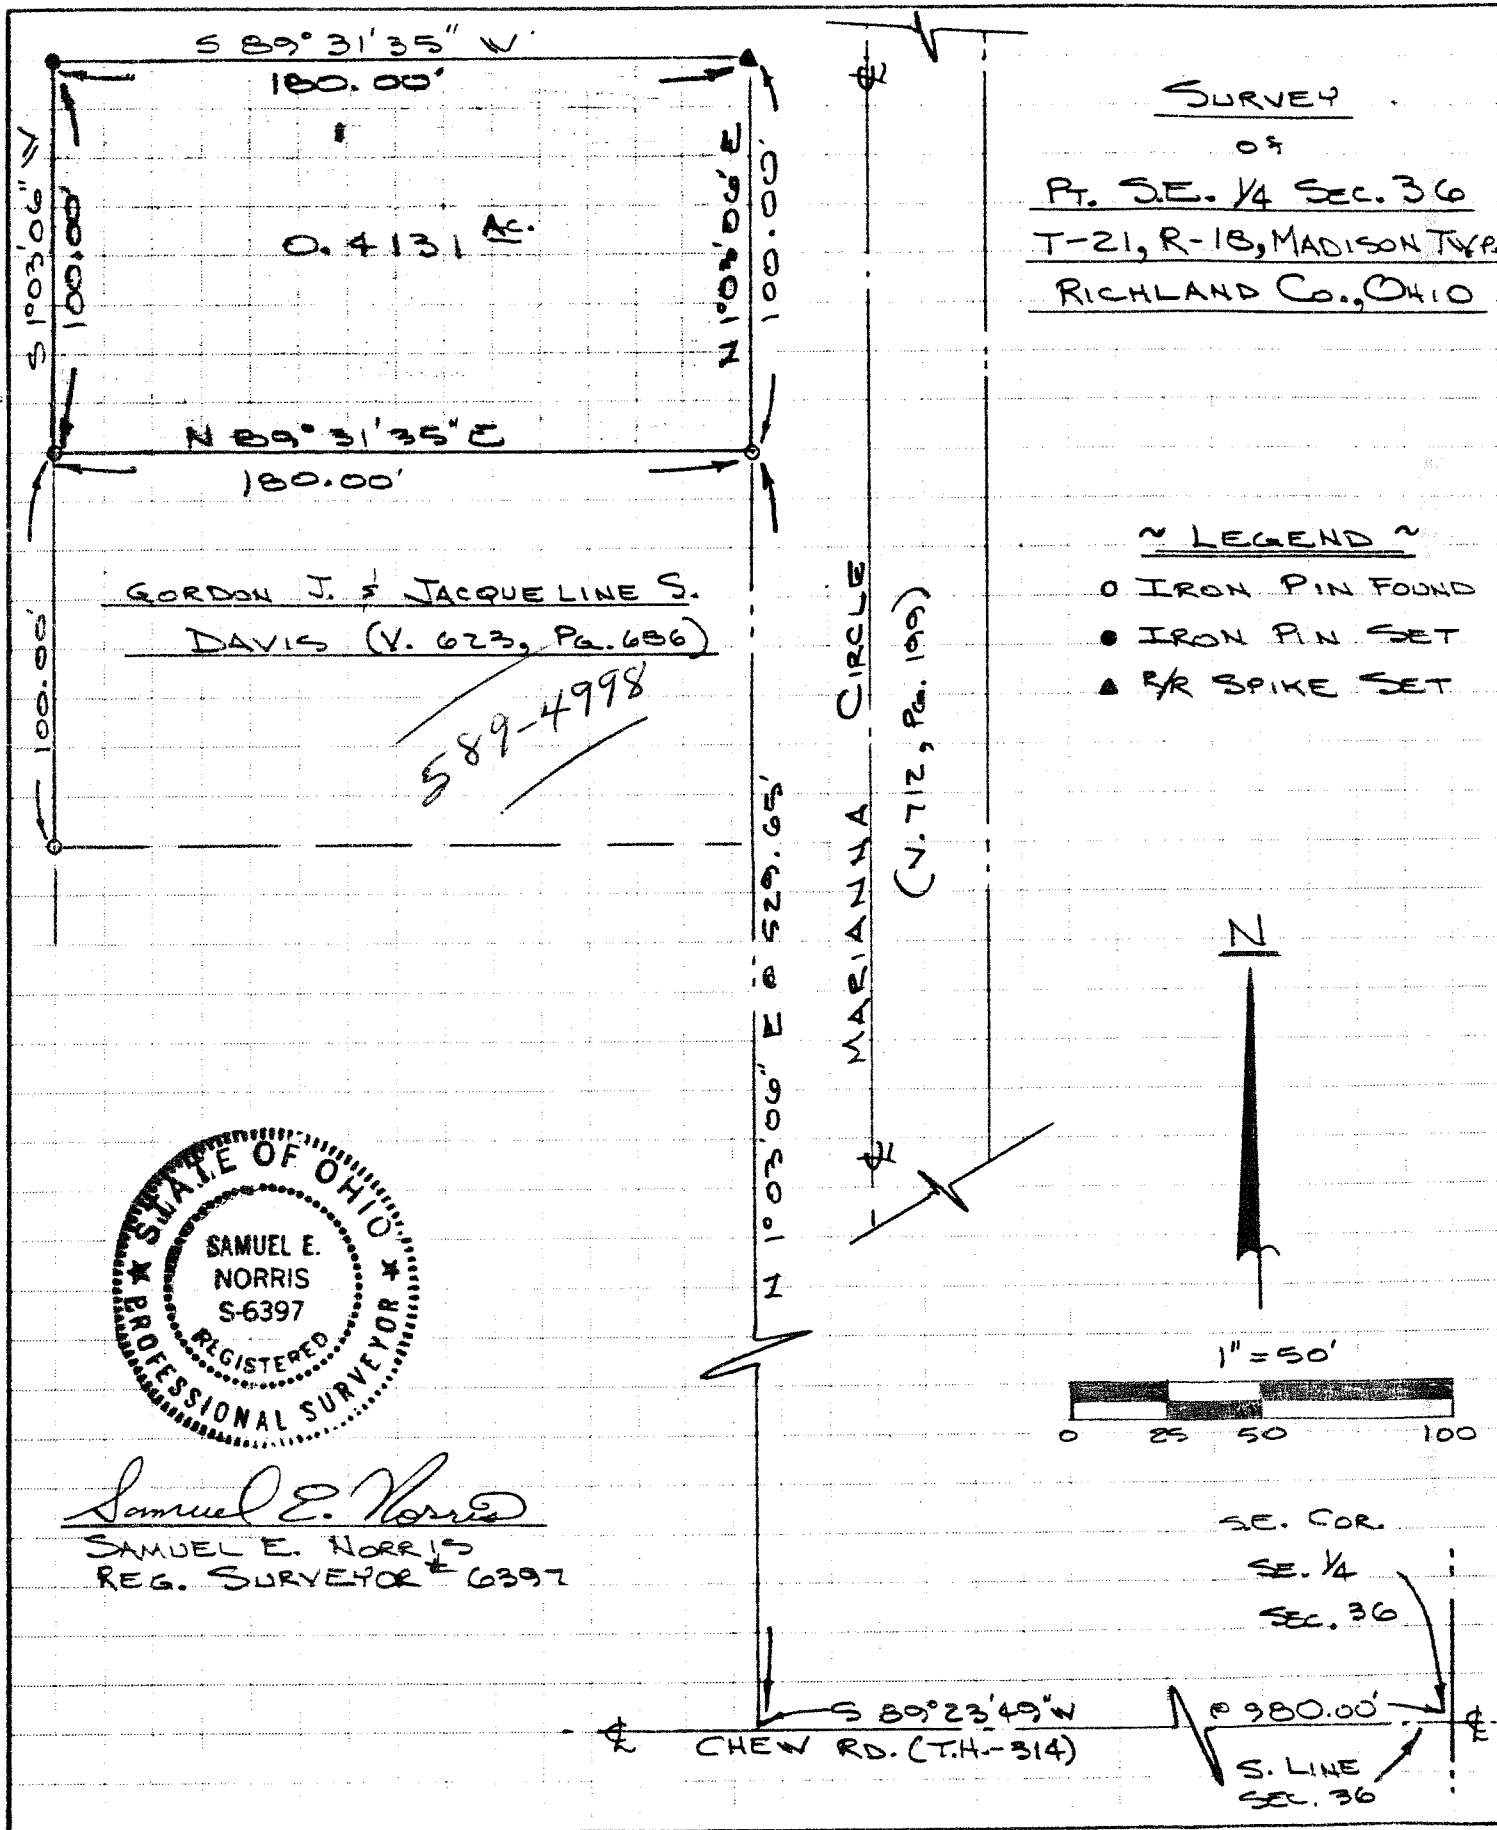 S 89° 31' 35" W
180.00'
S 1° 03' 06" W
100.00'
0.4131 Ac.
N 1° 03' 06" E
100.00'
N 89° 31' 35" E
180.00'
SURVEY
of
PT. S.E. 1/4 SEC. 36
T-21, R-18, MADISON TWP.
RICHLAND Co., OHIO
~ LEGEND ~
IRON PIN FOUND
IRON PIN SET
R/R SPIKE SET
GORDON J. & JACQUELINE S.
DAVIS (V. 623, PG. 686)
589-4998
100.00'
N 1° 03' 06" E @ 529.65'
MARIANNA CIRCLE
(V. 712, PG. 199)
N
1" = 50'
0 25 50 100
STATE OF OHIO
SAMUEL E.
NORRIS
S-6397
REGISTERED
PROFESSIONAL SURVEYOR
Samuel E. Norris
SAMUEL E. NORRIS
REG. SURVEYOR # 6397
S.E. COR.
SE. 1/4
SEC. 36
S 89° 23' 49" W @ 980.00'
CHEW RD. (T.H.-314)
S. LINE
SEC. 36